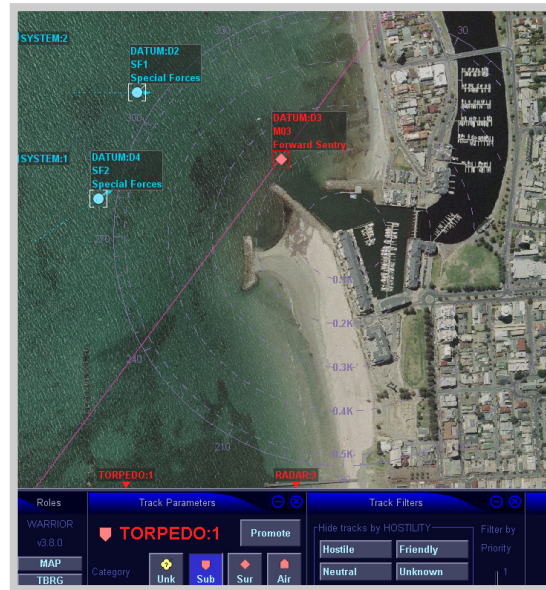 SYSTEM:2
DATUM:D2
SF1
Special Forces
330
30
300
DATUM:D3
M03
Forward Sentry
SYSTEM:1
DATUM:D4
SF2
Special Forces
270
0.1K
0.2K
0.3K
240
0.4K
210
0.5K
TORPEDO:1
Roles
Track Parameters
Track Filters
WARRIOR
v3.8.0
MAP
TBRG
TORPEDO:1
Promote
Category
Unk
Sub
Sur
Air
Hide tracks by HOSTILITY
Hostile
Friendly
Neutral
Unknown
Filter by
Priority
1